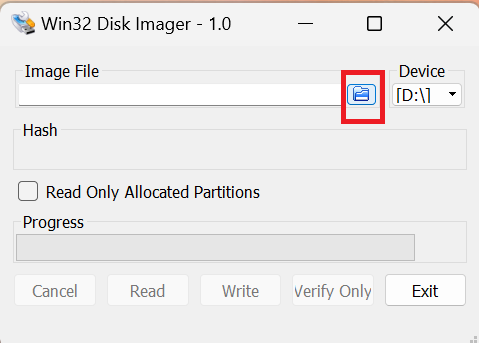 Win32 Disk Imager - 1.0
Image File
Device
[D:\]
Hash
Read Only Allocated Partitions
Progress
Cancel Read Write Verify Only Exit